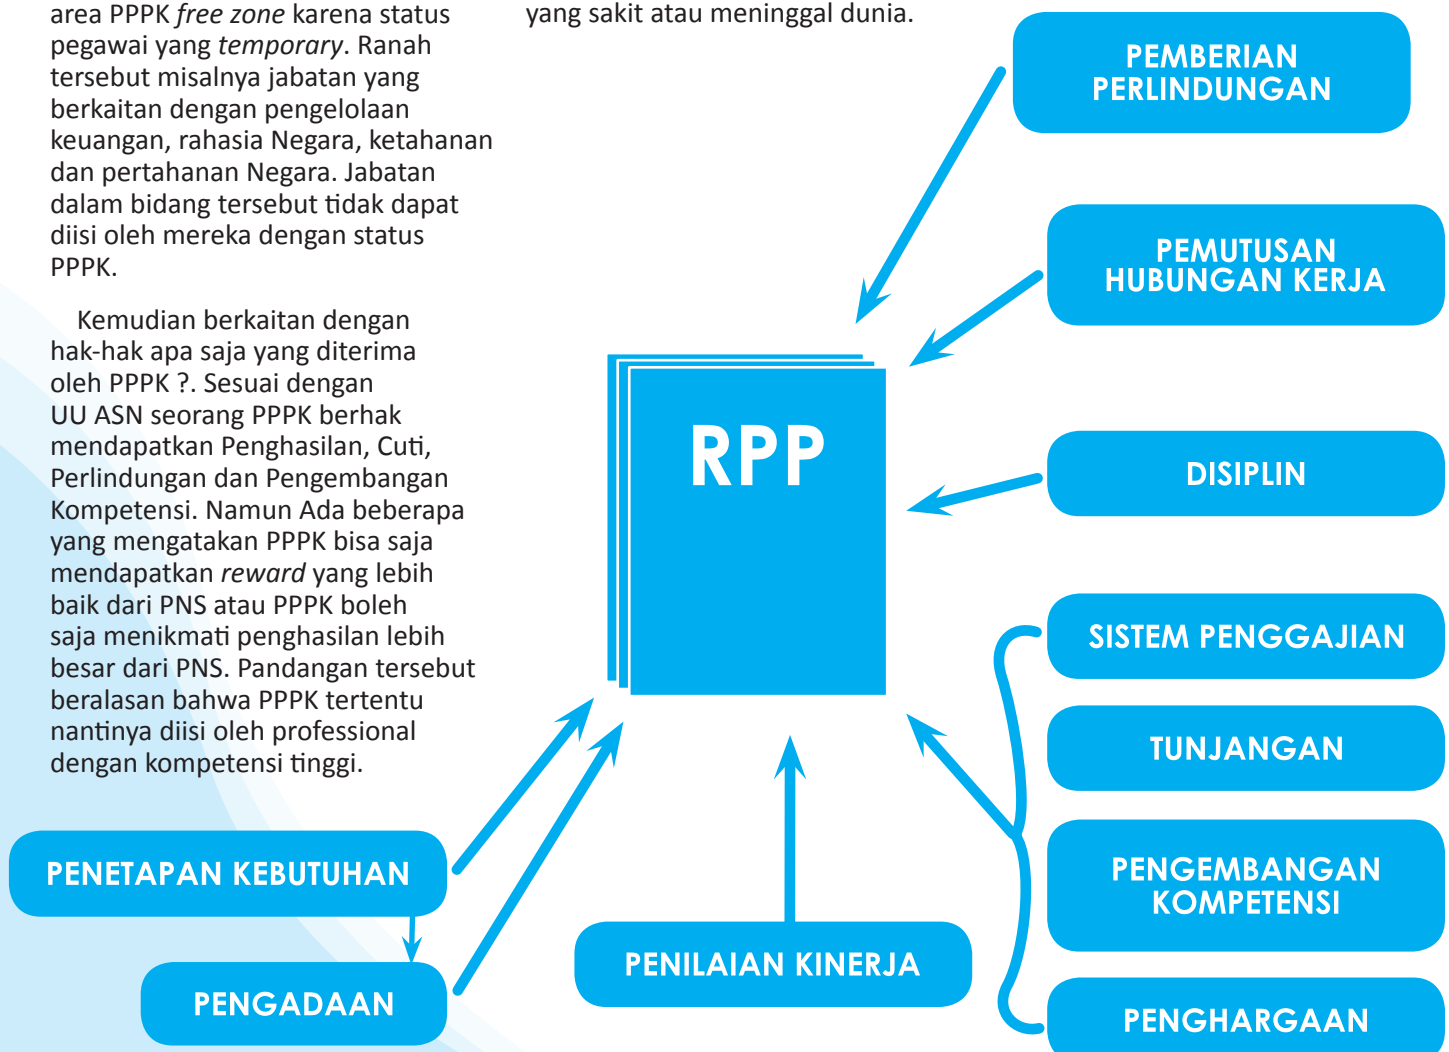 area PPPK free zone karena status
pegawai yang temporary. Ranah
tersebut misalnya jabatan yang
berkaitan dengan pengelolaan
keuangan, rahasia Negara, ketahanan
dan pertahanan Negara. Jabatan
dalam bidang tersebut tidak dapat
diisi oleh mereka dengan status
PPPK.
Kemudian berkaitan dengan
hak-hak apa saja yang diterima
oleh PPPK ?. Sesuai dengan
UU ASN seorang PPPK berhak
mendapatkan Penghasilan, Cuti,
Perlindungan dan Pengembangan
Kompetensi. Namun Ada beberapa
yang mengatakan PPPK bisa saja
mendapatkan reward yang lebih
baik dari PNS atau PPPK boleh
saja menikmati penghasilan lebih
besar dari PNS. Pandangan tersebut
beralasan bahwa PPPK tertentu
nantinya diisi oleh professional
dengan kompetensi tinggi.
yang sakit atau meninggal dunia.
PEMBERIAN
PERLINDUNGAN
PEMUTUSAN
HUBUNGAN KERJA
RPP
DISIPLIN
SISTEM PENGGAJIAN
TUNJANGAN
PENGEMBANGAN
KOMPETENSI
PENGHARGAAN
PENETAPAN KEBUTUHAN
PENGADAAN
PENILAIAN KINERJA